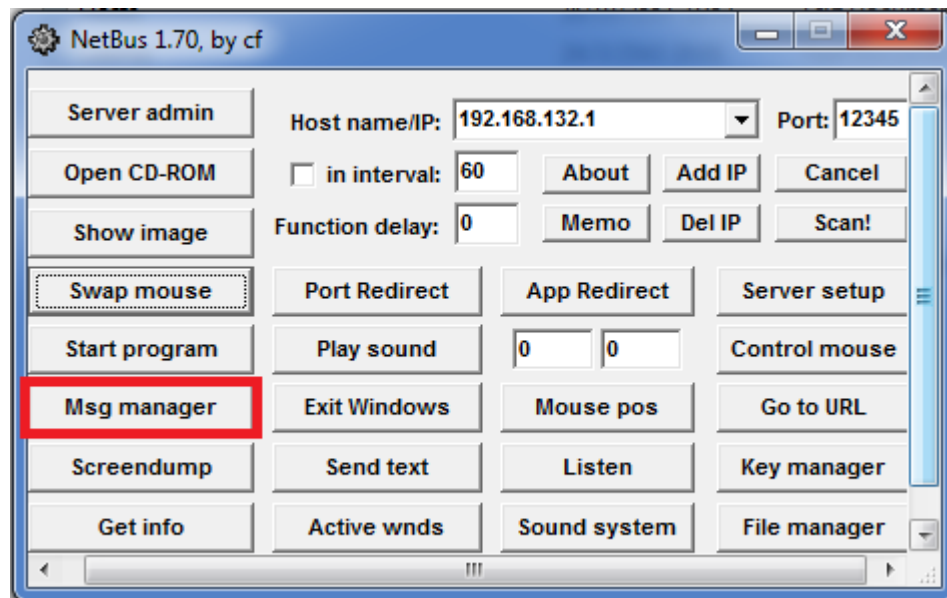 NetBus 1.70, by cf
Server admin
Host name/IP: 192.168.132.1 Port: 12345
Open CD-ROM
in interval: 60 About Add IP Cancel
Show image
Function delay: 0 Memo Del IP Scan!
Swap mouse Port Redirect App Redirect Server setup
Start program Play sound 0 0 Control mouse
Msg manager Exit Windows Mouse pos Go to URL
Screendump Send text Listen Key manager
Get info Active wnds Sound system File manager